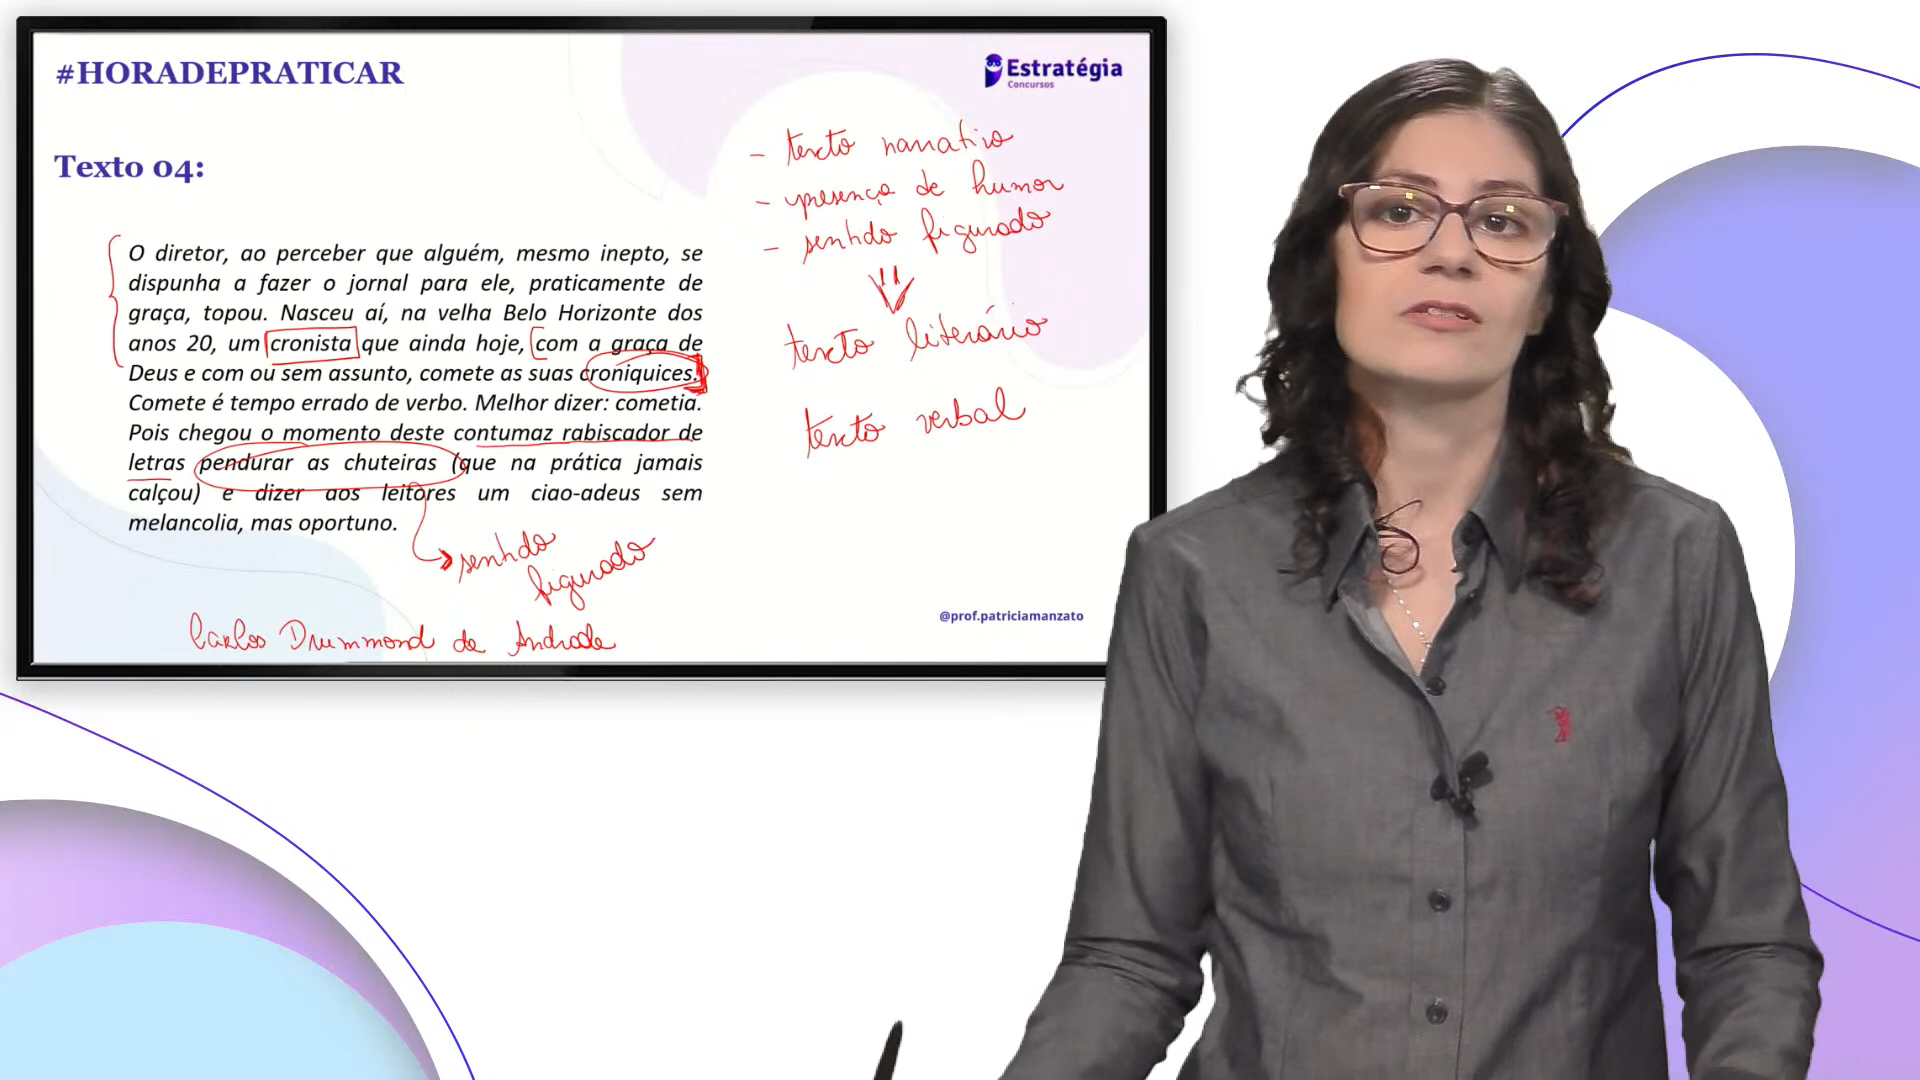 #HORADEPRATICAR
Estratégia
Concursos
Texto 04:
O diretor, ao perceber que alguém, mesmo inepto, se
dispunha a fazer o jornal para ele, praticamente de
graça, topou. Nasceu aí, na velha Belo Horizonte dos
anos 20, um cronista que ainda hoje, com a graça de
Deus e com ou sem assunto, comete as suas croniquices.
Comete é tempo errado de verbo. Melhor dizer: cometia.
Pois chegou o momento deste contumaz rabiscador de
letras pendurar as chuteiras (que na prática jamais
calçou) e dizer aos leitores um ciao-adeus sem
melancolia, mas oportuno.
sentido
figurado
Carlos Drummond de Andrade
- texto narrativo
- presença de humor
- sentido figurado
texto literário
texto verbal
@prof.patriciamanzato